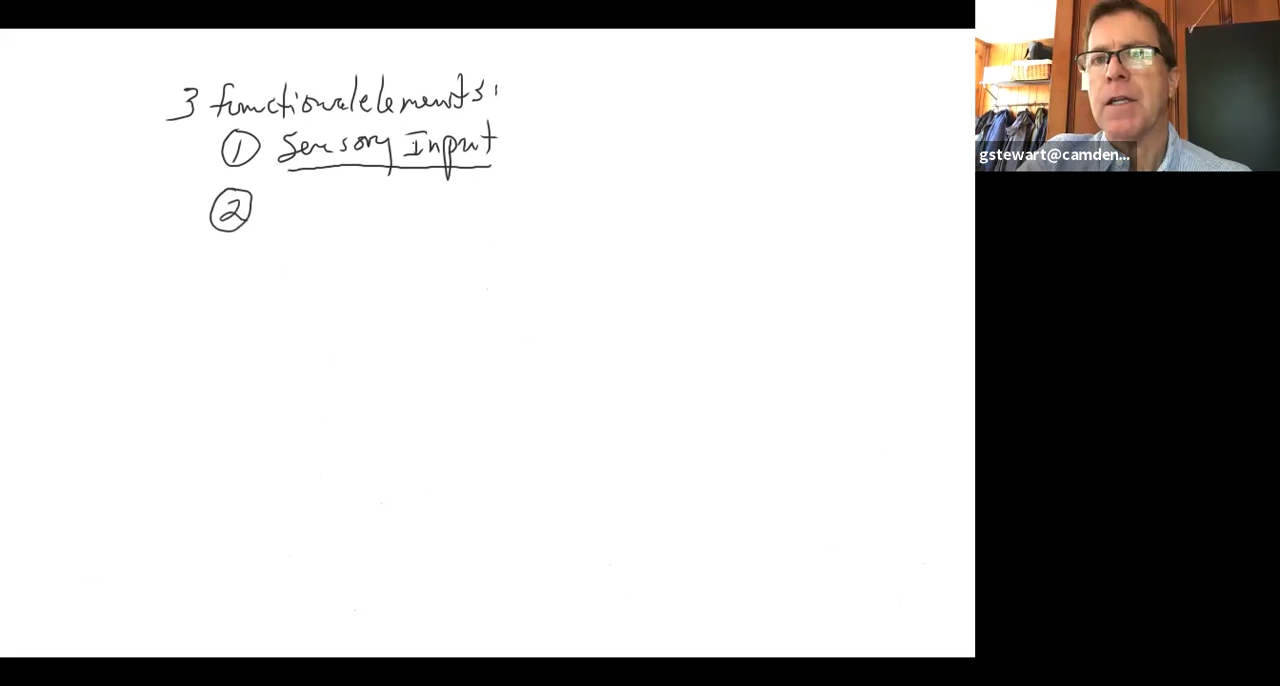 3 functional elements:
① Sensory Input
②
gstewart@camden...